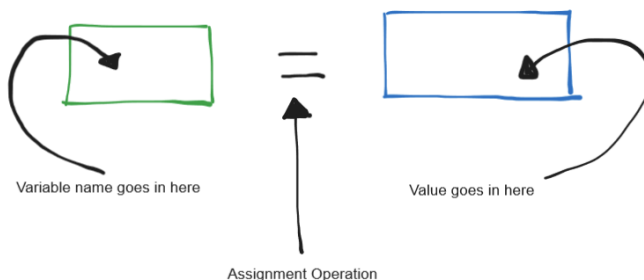 =
Variable name goes in here
Value goes in here
Assignment Operation